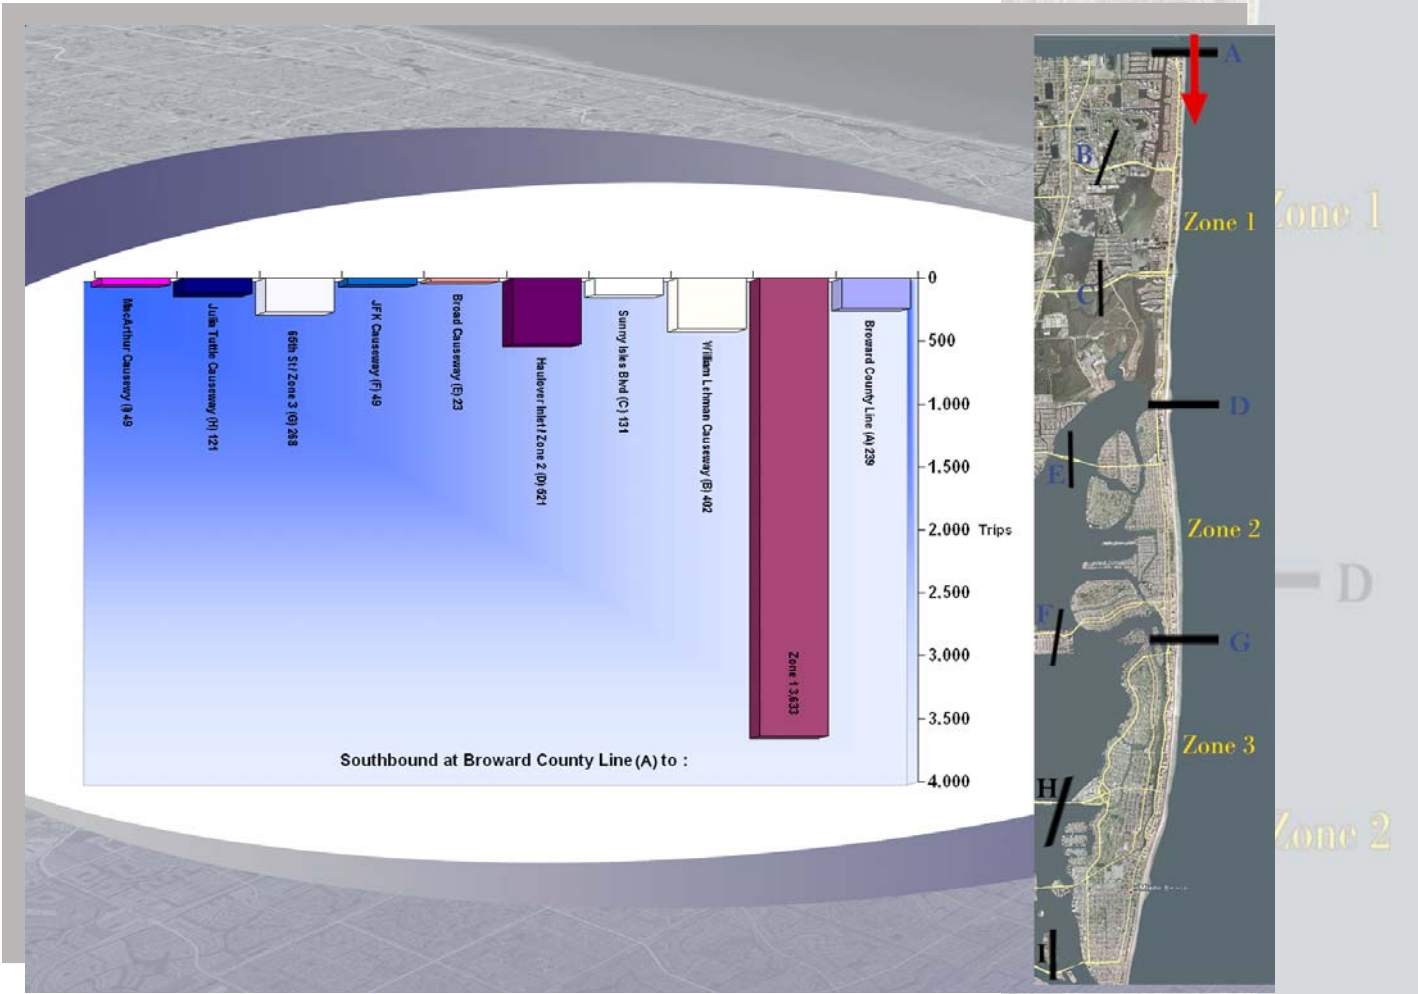 MacArthur Causewy (I) 49
Julia Tuttle Causeway (H) 121
65th St / Zone 3 (G) 268
JFK Causeway (F) 49
Broad Causeway (E) 23
Haulover Inlet / Zone 2 (D) 521
Sunny Isles Blvd (C) 131
William Lehman Causeway (B) 402
Zone 1 3,633
Broward County Line (A) 239
0
500
1,000
1,500
2,000 Trips
2,500
3,000
3,500
4,000
Southbound at Broward County Line (A) to :
A
B
Zone 1
C
D
E
Zone 2
F
G
Zone 3
H
I
Zone 1
D
Zone 2